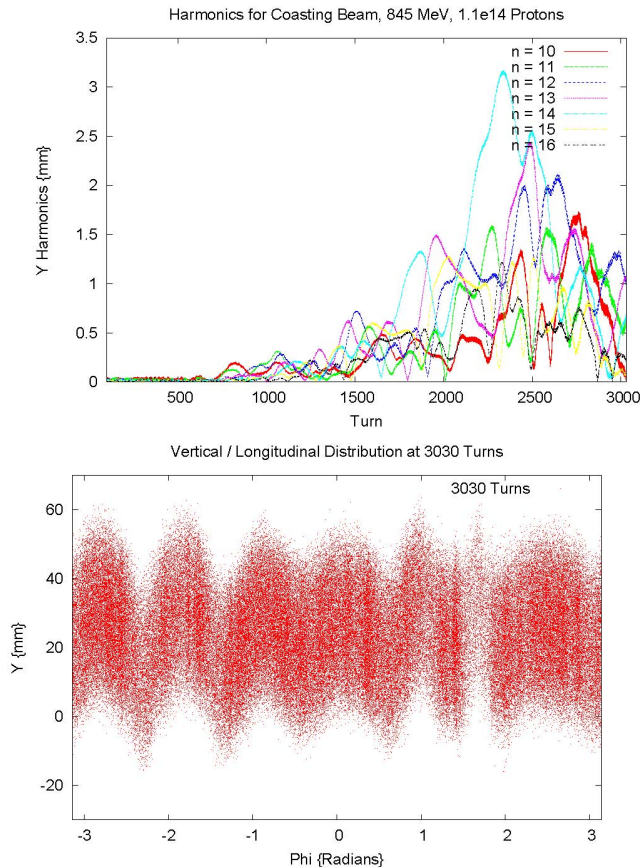 Harmonics for Coasting Beam, 845 MeV, 1.1e14 Protons
3.5
3
2.5
2
1.5
1
0.5
0
Y Harmonics {mm}
n = 10
n = 11
n = 12
n = 13
n = 14
n = 15
n = 16
500 1000 1500 2000 2500 3000
Turn
Vertical / Longitudinal Distribution at 3030 Turns
3030 Turns
60
40
20
0
-20
Y {mm}
-3 -2 -1 0 1 2 3
Phi {Radians}